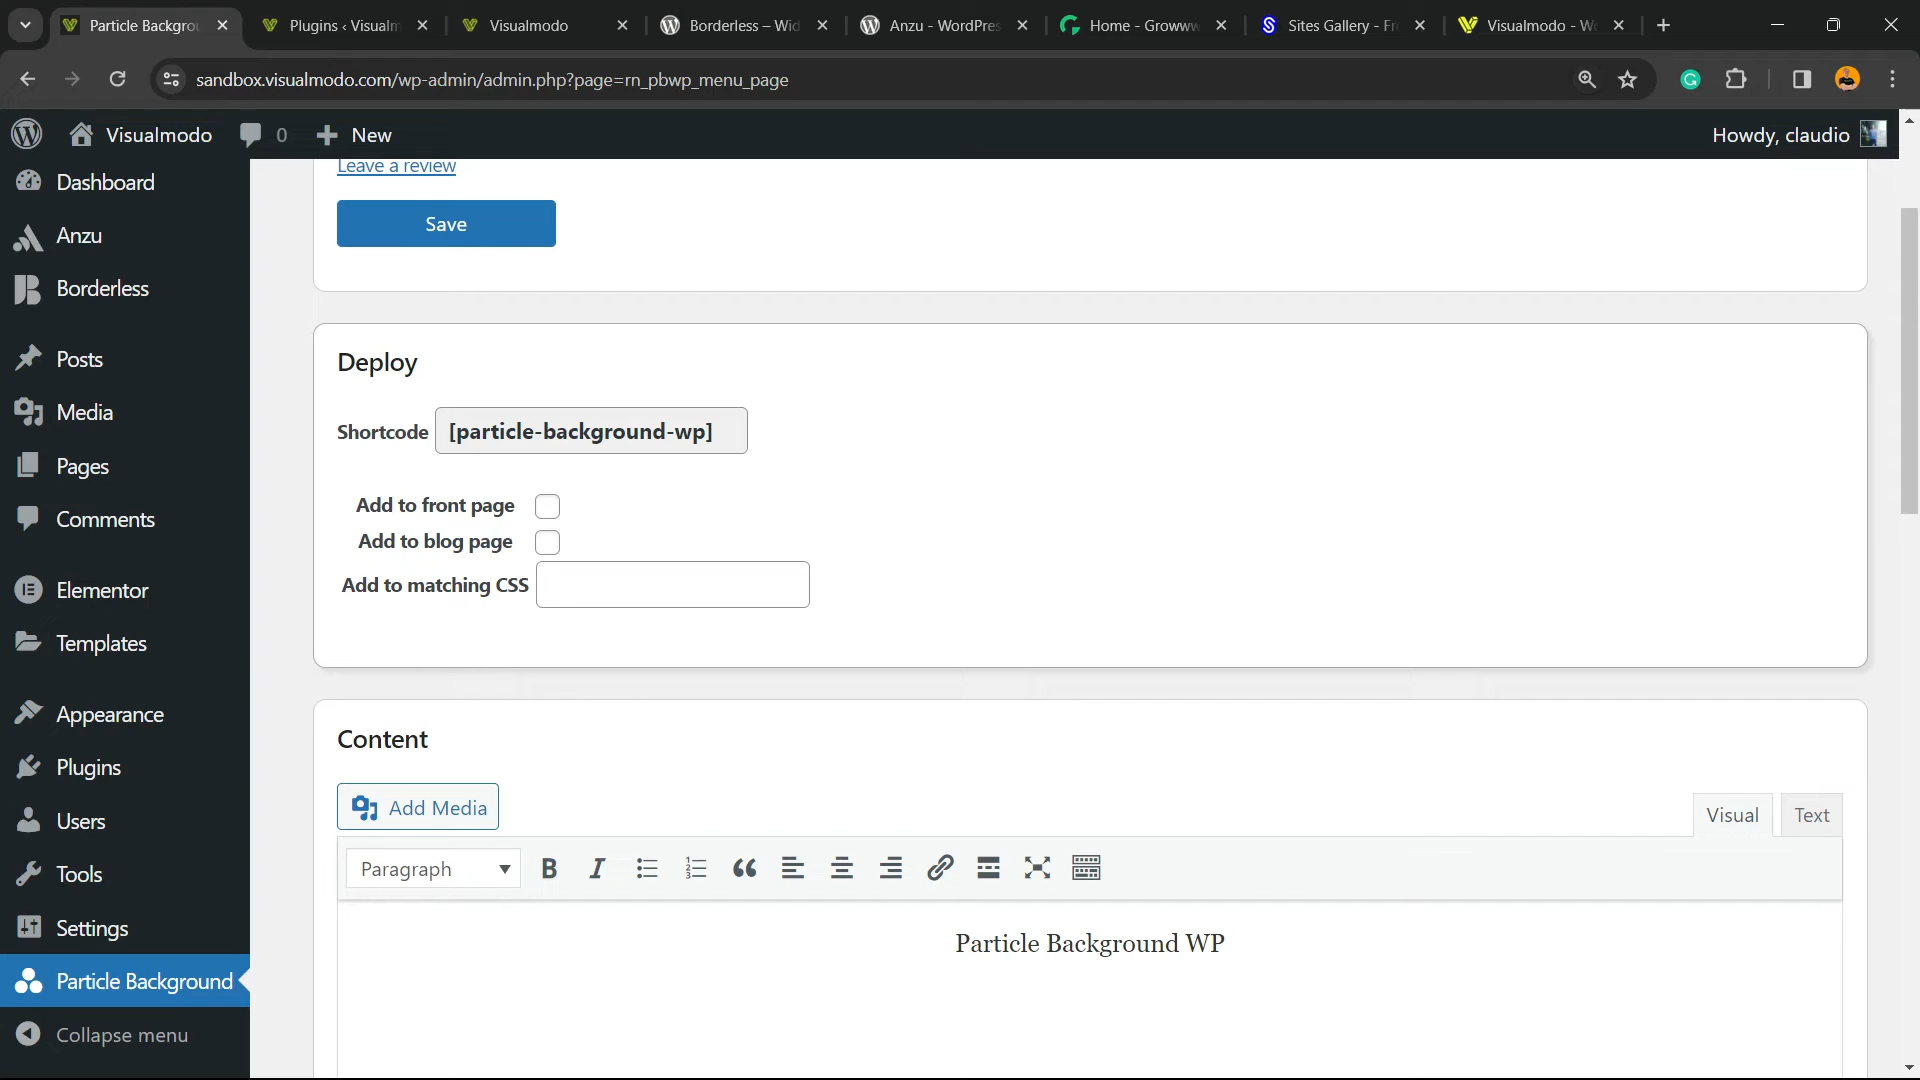 Particle Backgrou
Plugins ‹ Visualm
Visualmodo
Borderless – Wid
Anzu - WordPres
Home - Growww
Sites Gallery - Fr
Visualmodo - Wo
sandbox.visualmodo.com/wp-admin/admin.php?page=rn_pbwp_menu_page
Visualmodo
0
New
Howdy, claudio
Dashboard
Anzu
Borderless
Posts
Media
Pages
Comments
Elementor
Templates
Appearance
Plugins
Users
Tools
Settings
Particle Background
Collapse menu
Leave a review
Save
Deploy
Shortcode [particle-background-wp]
Add to front page
Add to blog page
Add to matching CSS
Content
Add Media
Visual
Text
Paragraph
Particle Background WP